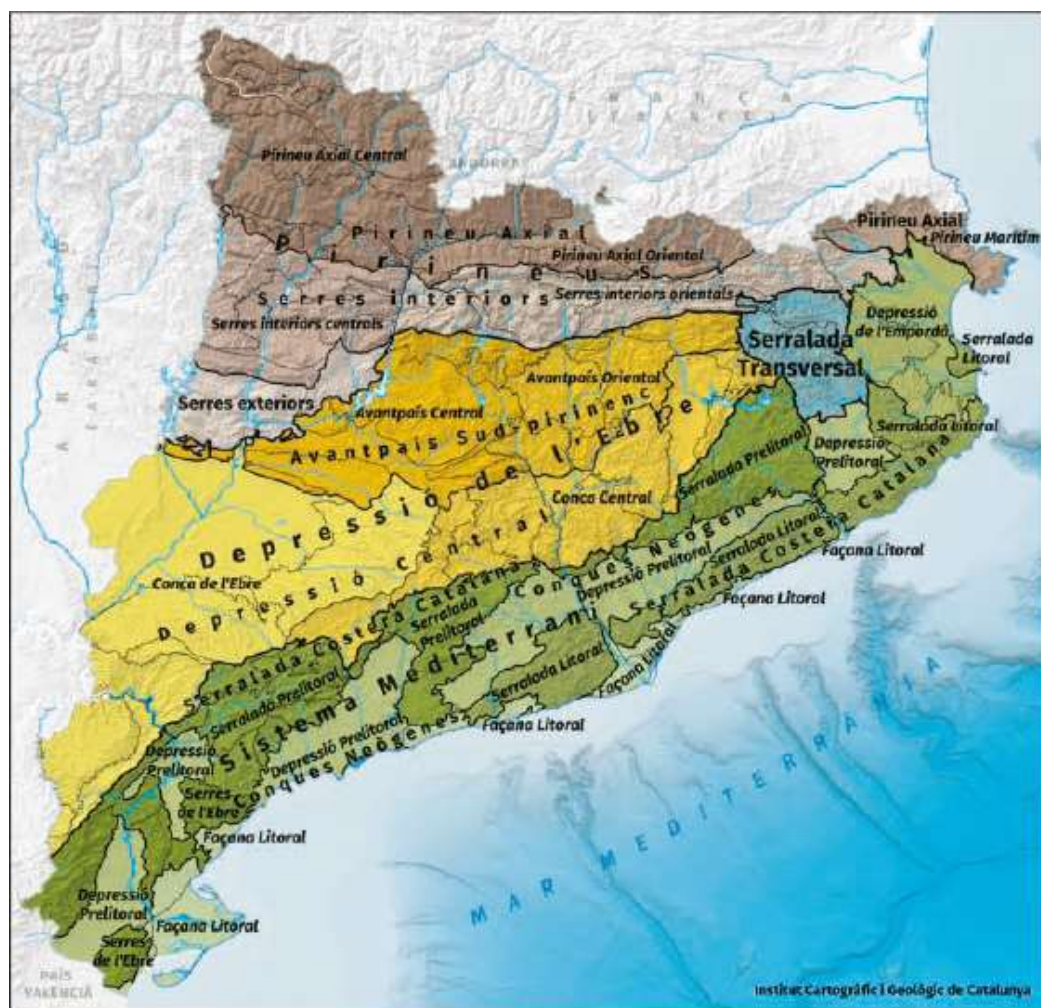 FRANÇA
Pirineu Axial Central
ANDORRA
Pirineu Axial
Pirineu Axial
Pirineu Marítim
Pirineus
Pirineu Axial Oriental
Serres interiors
Serres interiors orientals
Serres interiors centrals
Depressió
de l'Empordà
Serralada
Transversal
Serralada
Litoral
ARAGÓ
Serres exteriors
Avantpaís Oriental
Avantpaís Central
Avantpaís Sud-pirinenc
Serralada Litoral
Depressió
Prelitoral
Serralada Prelitoral
Depressió de l'Ebre
Conca Central
Depressió central
Conca de l'Ebre
Conques Neògenes
Depressió Prelitoral
Serralada Litoral
Serralada Costera Catalana
Façana Litoral
Façana Litoral
Serralada Costera Catalana
Serralada
Prelitoral
Sistema Mediterrani
Serralada Prelitoral
Serralada Litoral
Façana Litoral
Façana Litoral
Depressió Prelitoral
Conques Neògenes
Depressió
Prelitoral
Serres
de l'Ebre
Façana Litoral
Depressió
Prelitoral
Façana Litoral
Serres
de l'Ebre
MAR MEDITERRÀNIA
PAÍS
VALENCIÀ
Institut Cartogràfic i Geològic de Catalunya